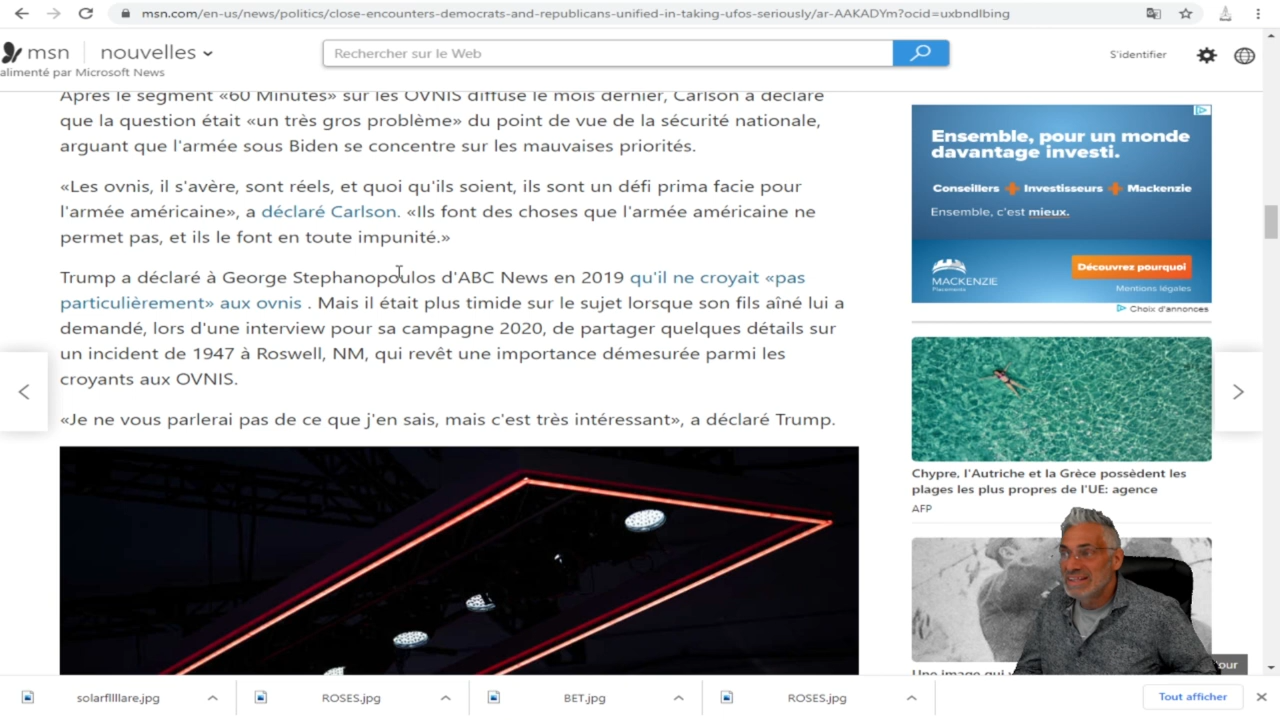 msn.com/en-us/news/politics/close-encounters-democrats-and-republicans-unified-in-taking-ufos-seriously/ar-AAKADYm?ocid=uxbndlbing
msn nouvelles
alimenté par Microsoft News
Rechercher sur le Web
S'identifier
Après le segment «60 Minutes» sur les OVNIS diffusé le mois dernier, Carlson a déclaré
que la question était «un très gros problème» du point de vue de la sécurité nationale,
arguant que l'armée sous Biden se concentre sur les mauvaises priorités.
«Les ovnis, il s'avère, sont réels, et quoi qu'ils soient, ils sont un défi prima facie pour
l'armée américaine», a déclaré Carlson. «Ils font des choses que l'armée américaine ne
permet pas, et ils le font en toute impunité.»
Trump a déclaré à George Stephanopoulos d'ABC News en 2019 qu'il ne croyait «pas
particulièrement» aux ovnis . Mais il était plus timide sur le sujet lorsque son fils aîné lui a
demandé, lors d'une interview pour sa campagne 2020, de partager quelques détails sur
un incident de 1947 à Roswell, NM, qui revêt une importance démesurée parmi les
croyants aux OVNIS.
«Je ne vous parlerai pas de ce que j'en sais, mais c'est très intéressant», a déclaré Trump.
Ensemble, pour un monde
davantage investi.
Conseillers + Investisseurs + Mackenzie
Ensemble, c'est mieux.
MACKENZIE
Placements
Découvrez pourquoi
Mentions légales
Choix d'annonces
Chypre, l'Autriche et la Grèce possèdent les
plages les plus propres de l'UE: agence
AFP
Une image qui
our
solarfllllare.jpg
ROSES.jpg
BET.jpg
ROSES.jpg
Tout afficher